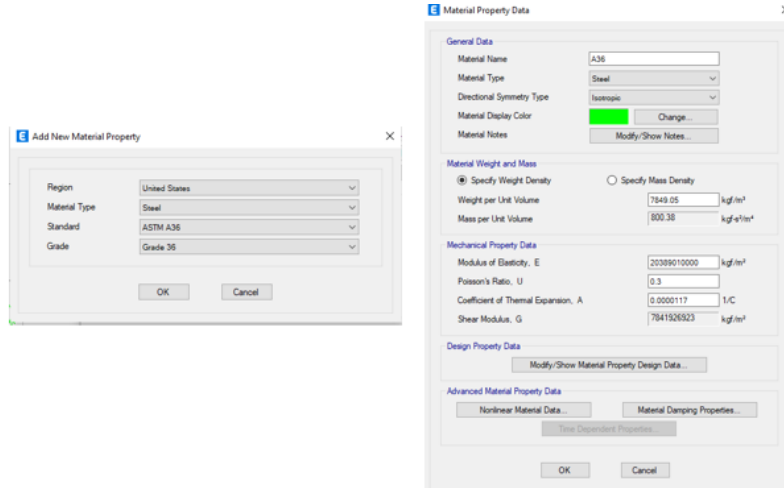 Add New Material Property
Region United States
Material Type Steel
Standard ASTM A36
Grade Grade 36
OK Cancel
Material Property Data
General Data
Material Name A36
Material Type Steel
Directional Symmetry Type Isotropic
Material Display Color Change...
Material Notes Modify/Show Notes...
Material Weight and Mass
Specify Weight Density Specify Mass Density
Weight per Unit Volume 7849.05 kgf/m³
Mass per Unit Volume 800.38 kgf-s²/m⁴
Mechanical Property Data
Modulus of Elasticity, E 20389010000 kgf/m²
Poisson's Ratio, U 0.3
Coefficient of Thermal Expansion, A 0.0000117 1/C
Shear Modulus, G 7841926923 kgf/m²
Design Property Data
Modify/Show Material Property Design Data...
Advanced Material Property Data
Nonlinear Material Data... Material Damping Properties...
Time Dependent Properties...
OK Cancel